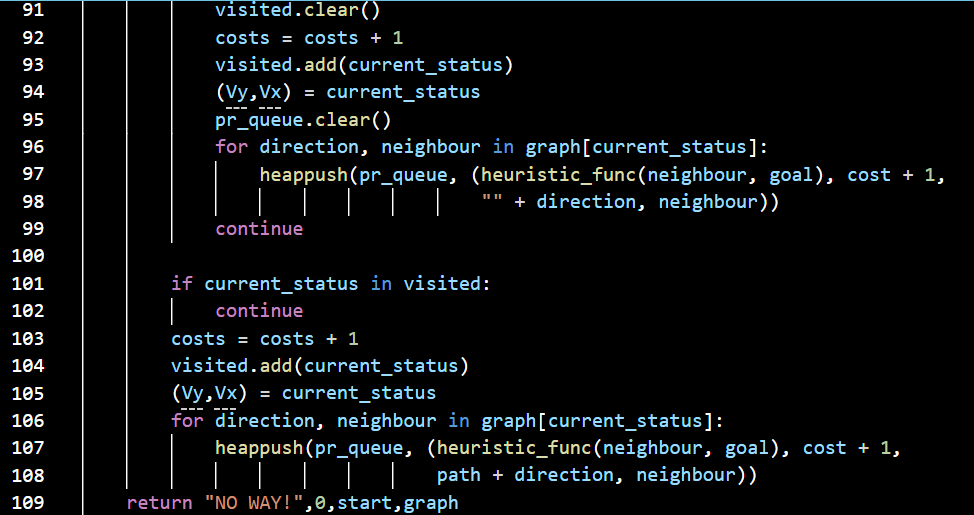 91 visited.clear()
92 costs = costs + 1
93 visited.add(current_status)
94 (Vy,Vx) = current_status
95 pr_queue.clear()
96 for direction, neighbour in graph[current_status]:
97 heappush(pr_queue, (heuristic_func(neighbour, goal), cost + 1,
98 "" + direction, neighbour))
99 continue
100
101 if current_status in visited:
102 continue
103 costs = costs + 1
104 visited.add(current_status)
105 (Vy,Vx) = current_status
106 for direction, neighbour in graph[current_status]:
107 heappush(pr_queue, (heuristic_func(neighbour, goal), cost + 1,
108 path + direction, neighbour))
109 return "NO WAY!",0,start,graph